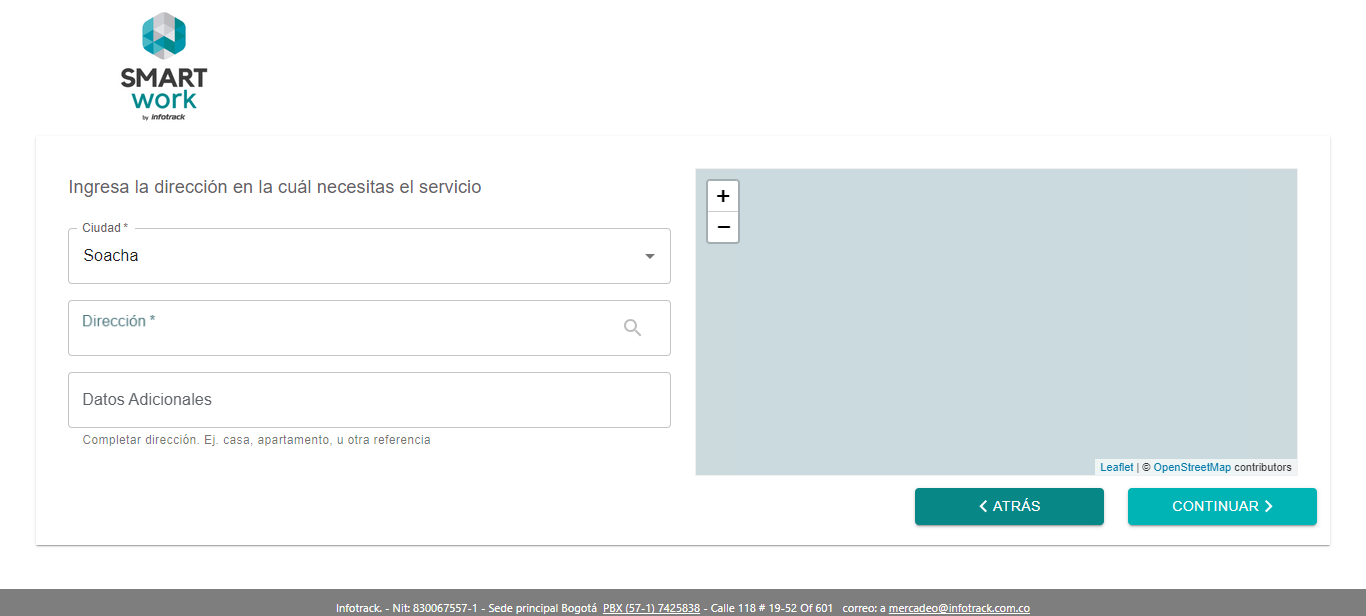 SMART
work
by infotrack
Ingresa la dirección en la cuál necesitas el servicio
Ciudad *
Soacha
Dirección *
Datos Adicionales
Completar dirección. Ej. casa, apartamento, u otra referencia
+
−
Leaflet | © OpenStreetMap contributors
ATRÁS
CONTINUAR
Infotrack. - Nit: 830067557-1 - Sede principal Bogotá PBX (57-1) 7425838 - Calle 118 # 19-52 Of 601 correo: a mercadeo@infotrack.com.co